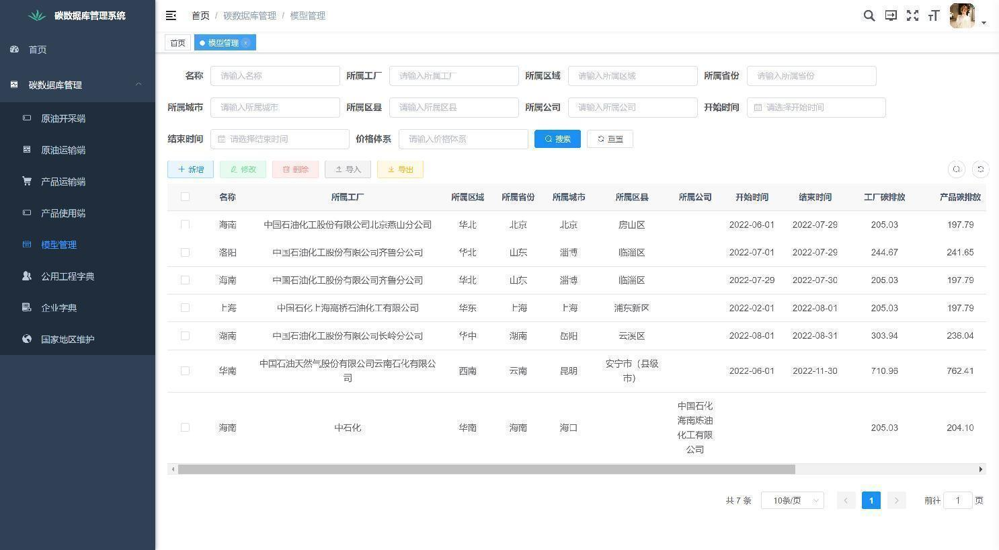 碳数据库管理系统
首页 / 碳数据库管理 / 模型管理
首页
碳数据库管理
原油开采端
原油运输端
产品运输端
产品使用端
模型管理
公用工程字典
企业字典
国家地区维护
首页 模型管理 ×
名称 请输入名称 所属工厂 请输入所属工厂 所属区域 请输入所属区域 所属省份 请输入所属省份
所属城市 请输入所属城市 所属区县 请输入所属区县 所属公司 请输入所属公司 开始时间 请选择开始时间
结束时间 请选择结束时间 价格体系 请输入价格体系 搜索 重置
新增 修改 删除 导入 导出
名称 所属工厂 所属区域 所属省份 所属城市 所属区县 所属公司 开始时间 结束时间 工厂碳排放 产品碳排放
海南 中国石油化工股份有限公司北京燕山分公司 华北 北京 北京 房山区 2022-06-01 2022-07-29 205.03 197.79
洛阳 中国石油化工股份有限公司齐鲁分公司 华北 山东 淄博 临淄区 2022-07-01 2022-07-29 244.67 241.65
海南 中国石油化工股份有限公司齐鲁分公司 华北 山东 淄博 临淄区 2022-07-29 2022-07-30 205.03 197.79
上海 中国石化上海高桥石油化工有限公司 华东 上海 上海 浦东新区 2022-02-01 2022-08-01 205.03 197.79
湖南 中国石油化工股份有限公司长岭分公司 华中 湖南 岳阳 云溪区 2022-08-01 2022-08-31 303.94 236.04
华南 中国石油天然气股份有限公司云南石化有限公
司 西南 云南 昆明 安宁市（县级
市） 2022-06-01 2022-11-30 710.96 762.41
海南 中石化 华南 海南 海口 中国石化
海南炼油
化工有限
公司 205.03 204.10
共 7 条 10条/页 1 前往 1 页